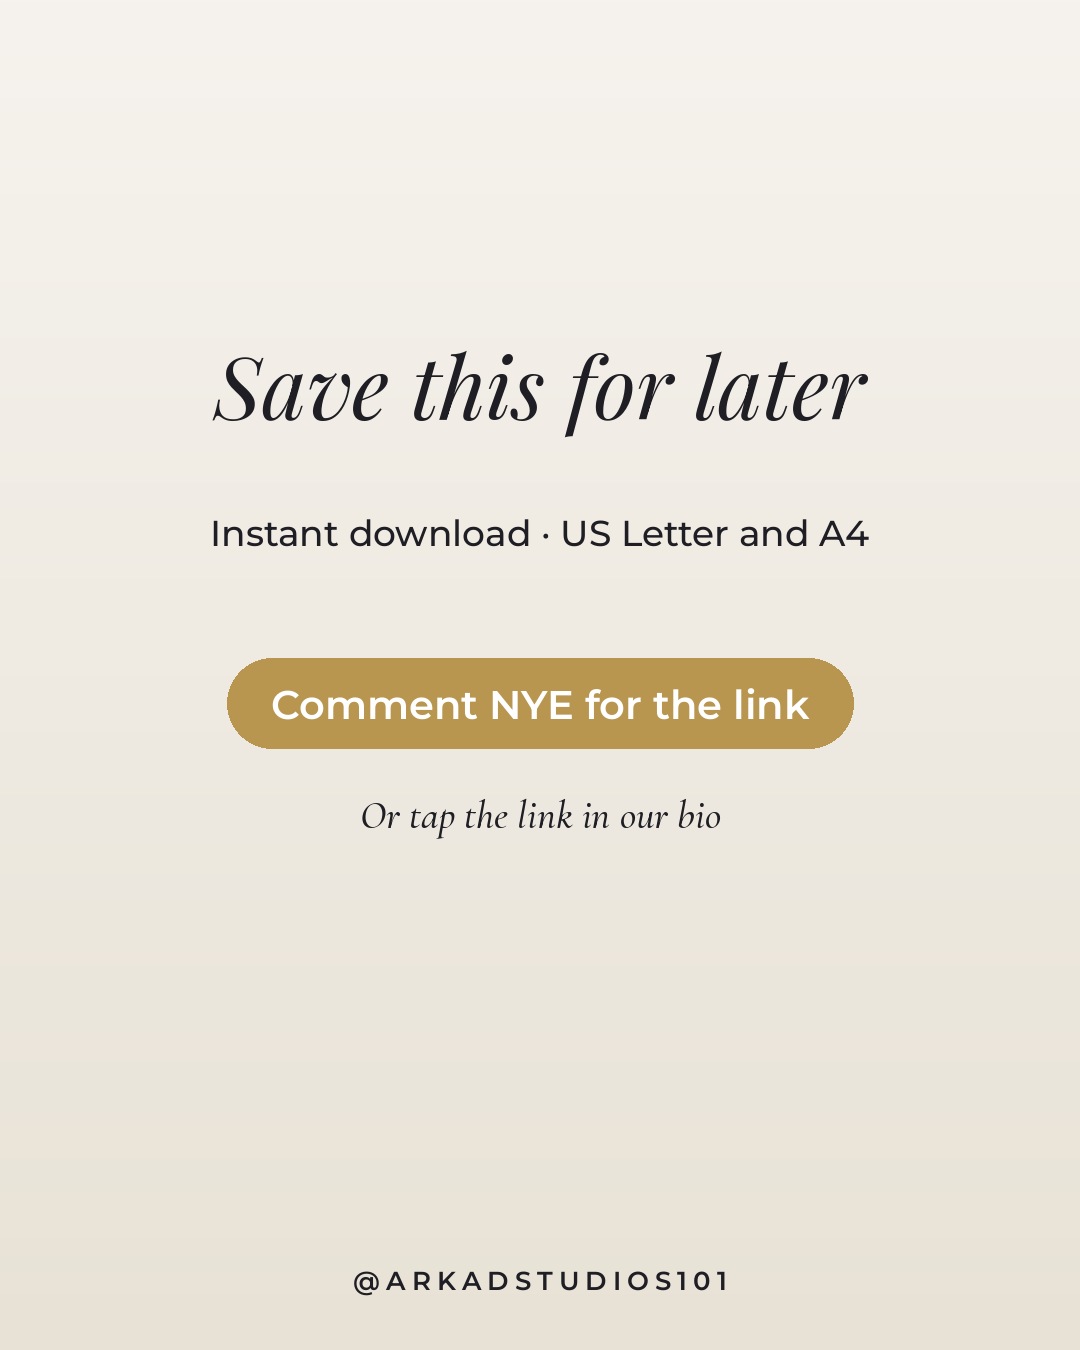 Save this for later
Instant download · US Letter and A4
Comment NYE for the link
Or tap the link in our bio
@ARKADSTUDIOS101